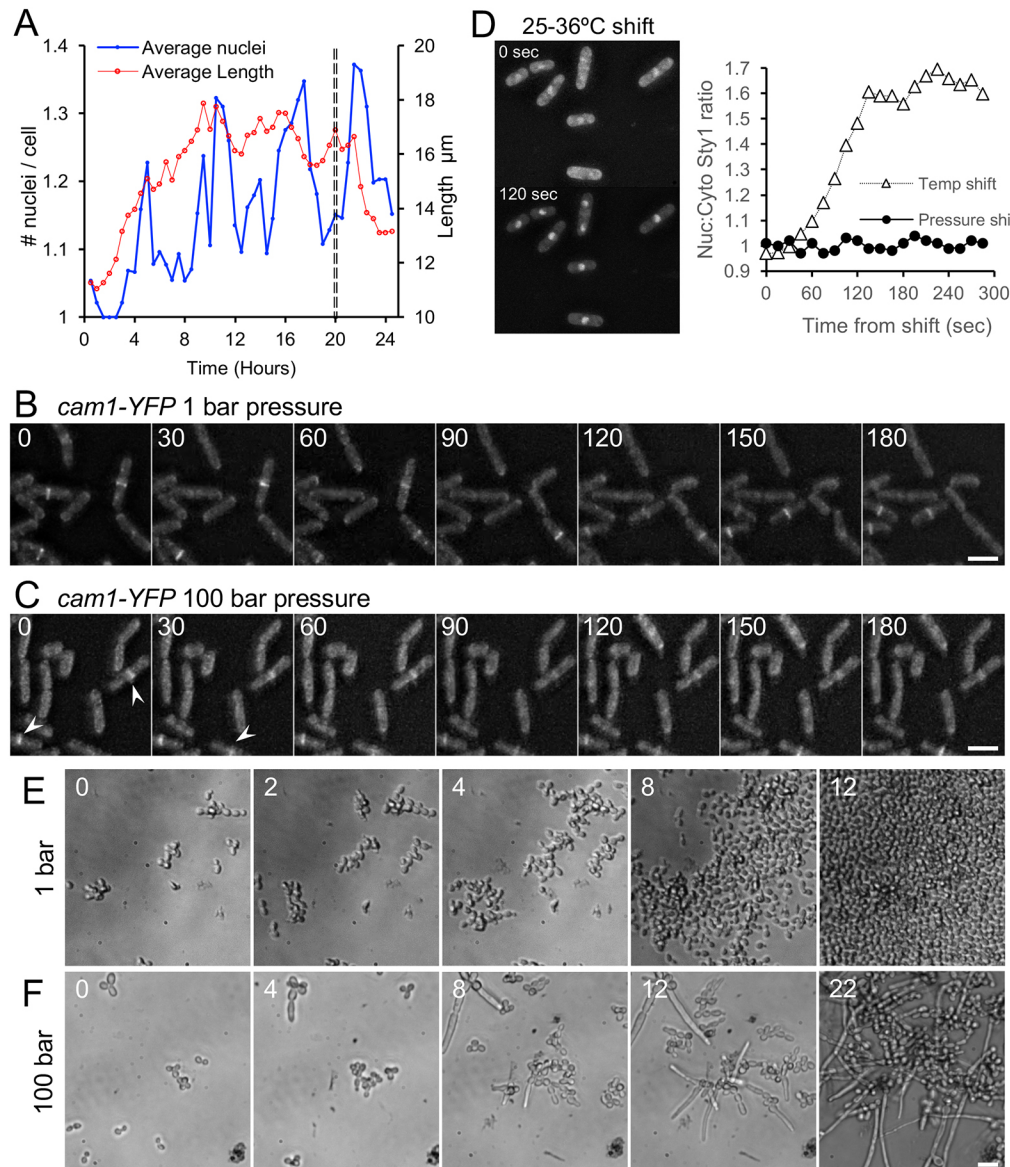 A
Average nuclei
Average Length
# nuclei / cell
1.4
1.3
1.2
1.1
1
20
18
16
14
12
10
Length µm
0 4 8 12 16 20 24
Time (Hours)
D 25-36ºC shift
0 sec
120 sec
Nuc:Cyto Sty1 ratio
1.7
1.6
1.5
1.4
1.3
1.2
1.1
1
0.9
Temp shift
Pressure shi
0 60 120 180 240 300
Time from shift (sec)
B cam1-YFP 1 bar pressure
0 30 60 90 120 150 180
C cam1-YFP 100 bar pressure
0 30 60 90 120 150 180
E
1 bar
0 2 4 8 12
F
100 bar
0 4 8 12 22